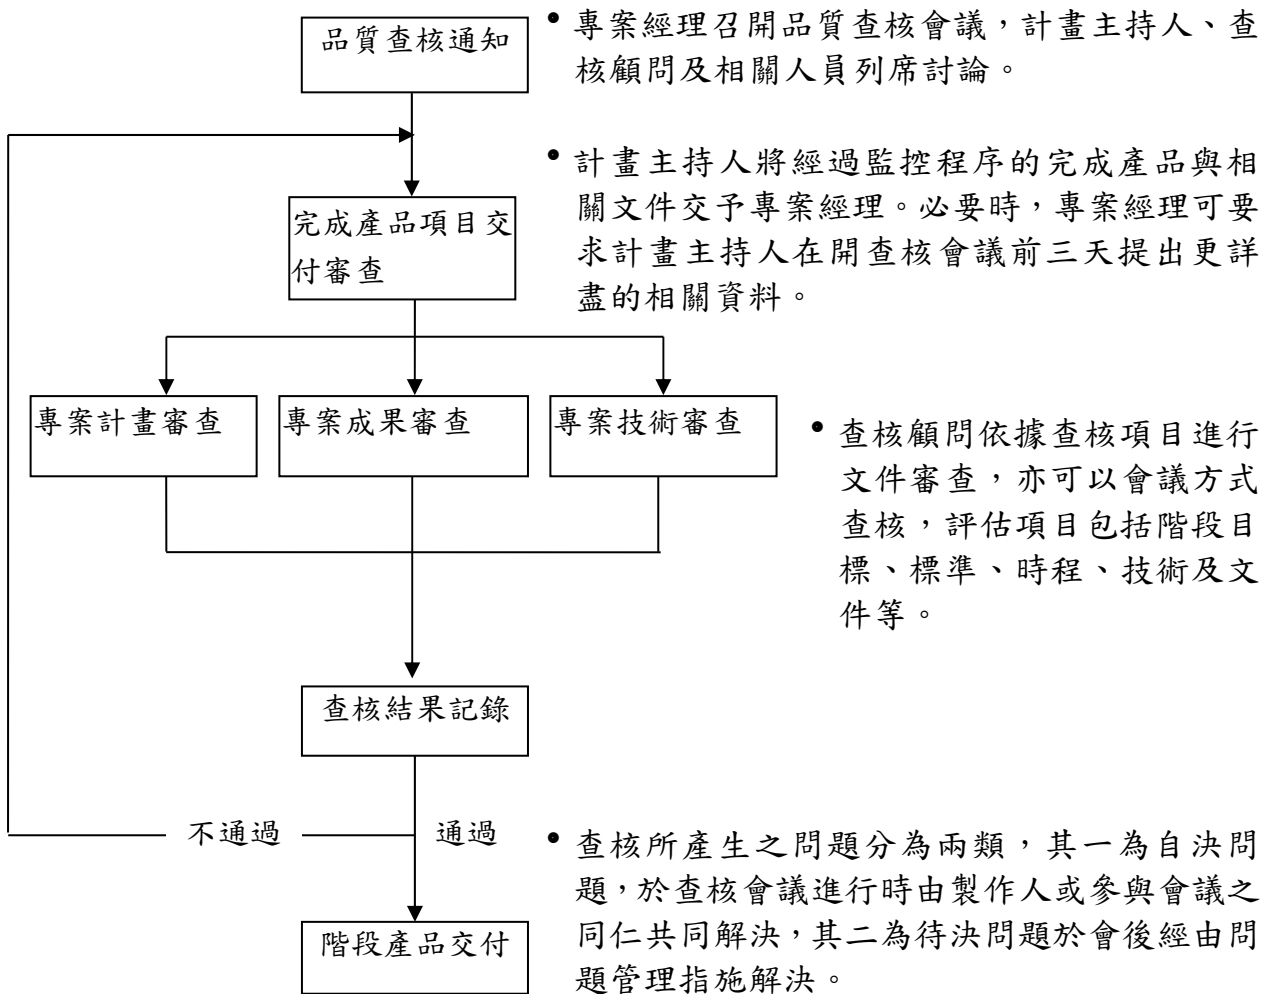 品質查核通知
• 專案經理召開品質查核會議，計畫主持人、查
核顧問及相關人員列席討論。
• 計畫主持人將經過監控程序的完成產品與相
關文件交予專案經理。必要時，專案經理可要
求計畫主持人在開查核會議前三天提出更詳
盡的相關資料。
完成產品項目交
付審查
專案計畫審查
專案成果審查
專案技術審查
• 查核顧問依據查核項目進行
文件審查，亦可以會議方式
查核，評估項目包括階段目
標、標準、時程、技術及文
件等。
查核結果記錄
不通過
通過
• 查核所產生之問題分為兩類，其一為自決問
題，於查核會議進行時由製作人或參與會議之
同仁共同解決，其二為待決問題於會後經由問
題管理指施解決。
階段產品交付